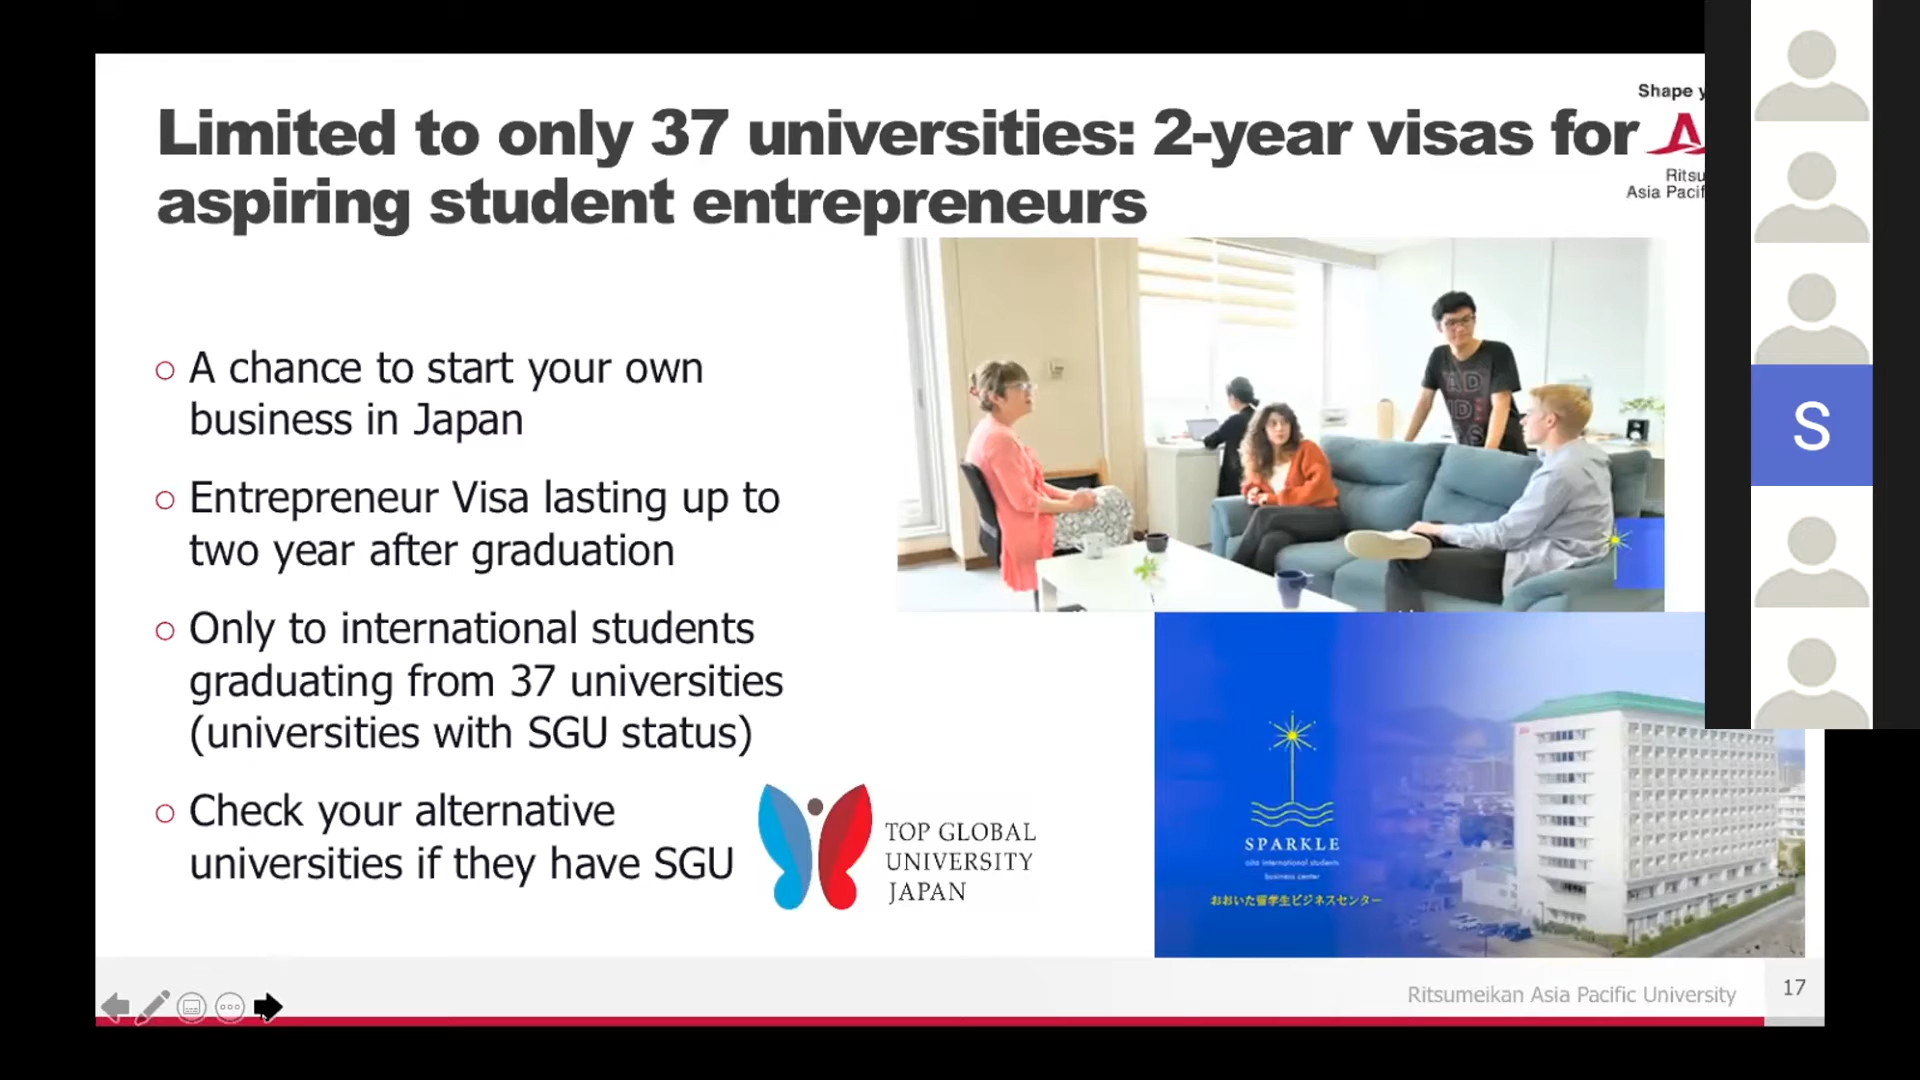 Limited to only 37 universities: 2-year visas for
aspiring student entrepreneurs
Shape
Asia
A chance to start your own
business in Japan
Entrepreneur Visa lasting up to
two year after graduation
Only to international students
graduating from 37 universities
(universities with SGU status)
Check your alternative
universities if they have SGU
TOP GLOBAL
UNIVERSITY
JAPAN
SPARKLE
oita international students
business center
おおいた留学生ビジネスセンター
S
Ritsumeikan Asia Pacific University
17